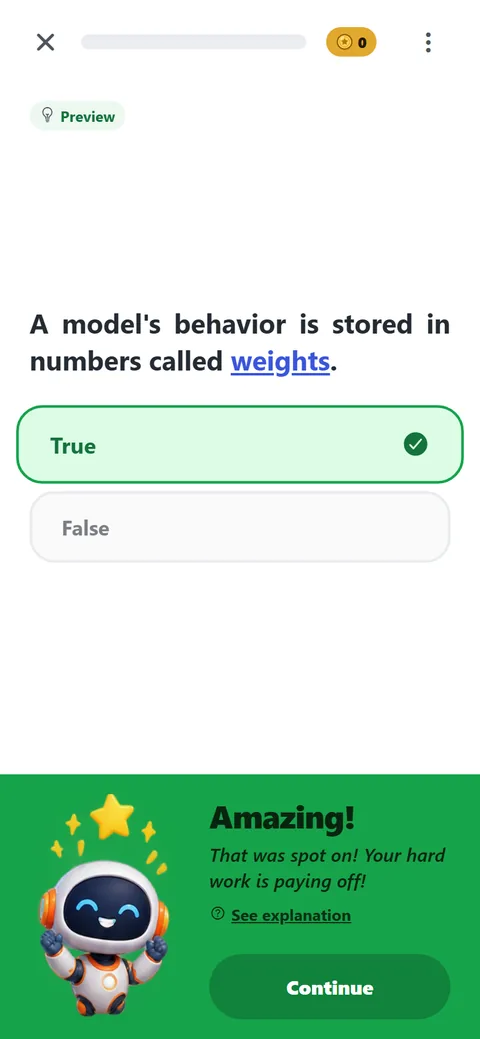 0
Preview
A model's behavior is stored in
numbers called weights.
True
False
Amazing!
That was spot on! Your hard
work is paying off!
See explanation
Continue